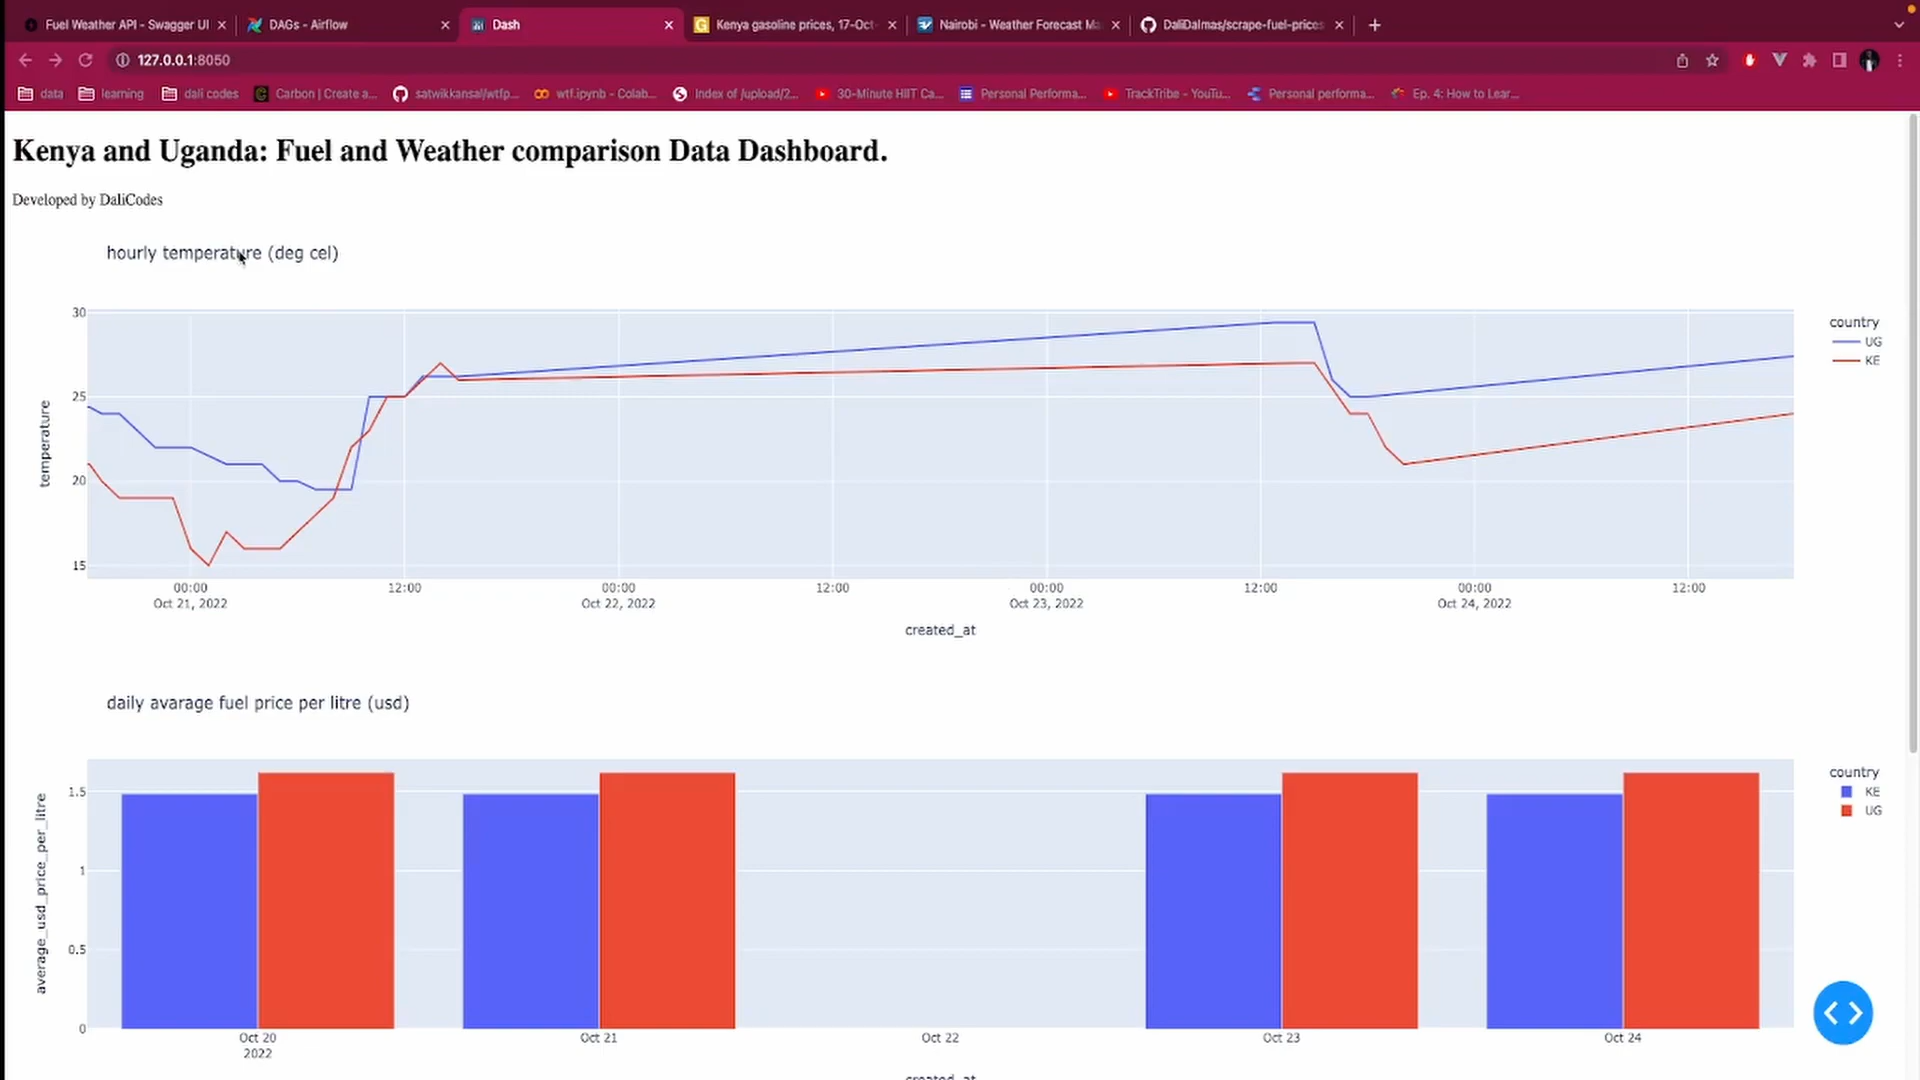 Fuel Weather API - Swagger UI
DAGs - Airflow
Dash
Kenya gasoline prices, 17-Oct-
Nairobi - Weather Forecast Ma
DaliDalmas/scrape-fuel-prices
127.0.0.1:8050
data
learning
dali codes
Carbon | Create a...
satwikkansal/wtfp...
wtf.ipynb - Colab...
Index of /upload/2...
30-Minute HIIT Ca...
Personal Performa...
TrackTribe - YouTu...
Personal performa...
Ep. 4: How to Lear...
Kenya and Uganda: Fuel and Weather comparison Data Dashboard.
Developed by DaliCodes
hourly temperature (deg cel)
temperature
30
25
20
15
country
UG
KE
00:00 12:00 00:00 12:00 00:00 12:00 00:00 12:00
Oct 21, 2022 Oct 22, 2022 Oct 23, 2022 Oct 24, 2022
created_at
daily avarage fuel price per litre (usd)
average_usd_price_per_litre
1.5
1
0.5
0
country
KE
UG
Oct 20 Oct 21 Oct 22 Oct 23 Oct 24
2022
created_at